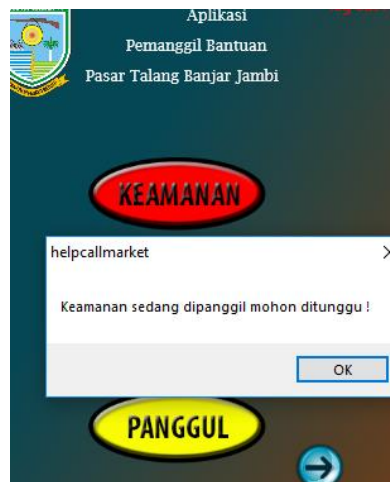 Aplikasi
Pemanggil Bantuan
Pasar Talang Banjar Jambi
KEAMANAN
helpcallmarket
Keamanan sedang dipanggil mohon ditunggu !
OK
PANGGUL